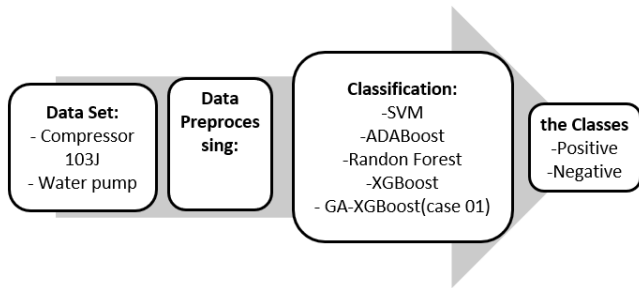 Data Set:
- Compressor
103J
- Water pump
Data
Preproces
sing:
Classification:
-SVM
-ADABoost
-Randon Forest
-XGBoost
- GA-XGBoost(case 01)
the Classes
-Positive
-Negative